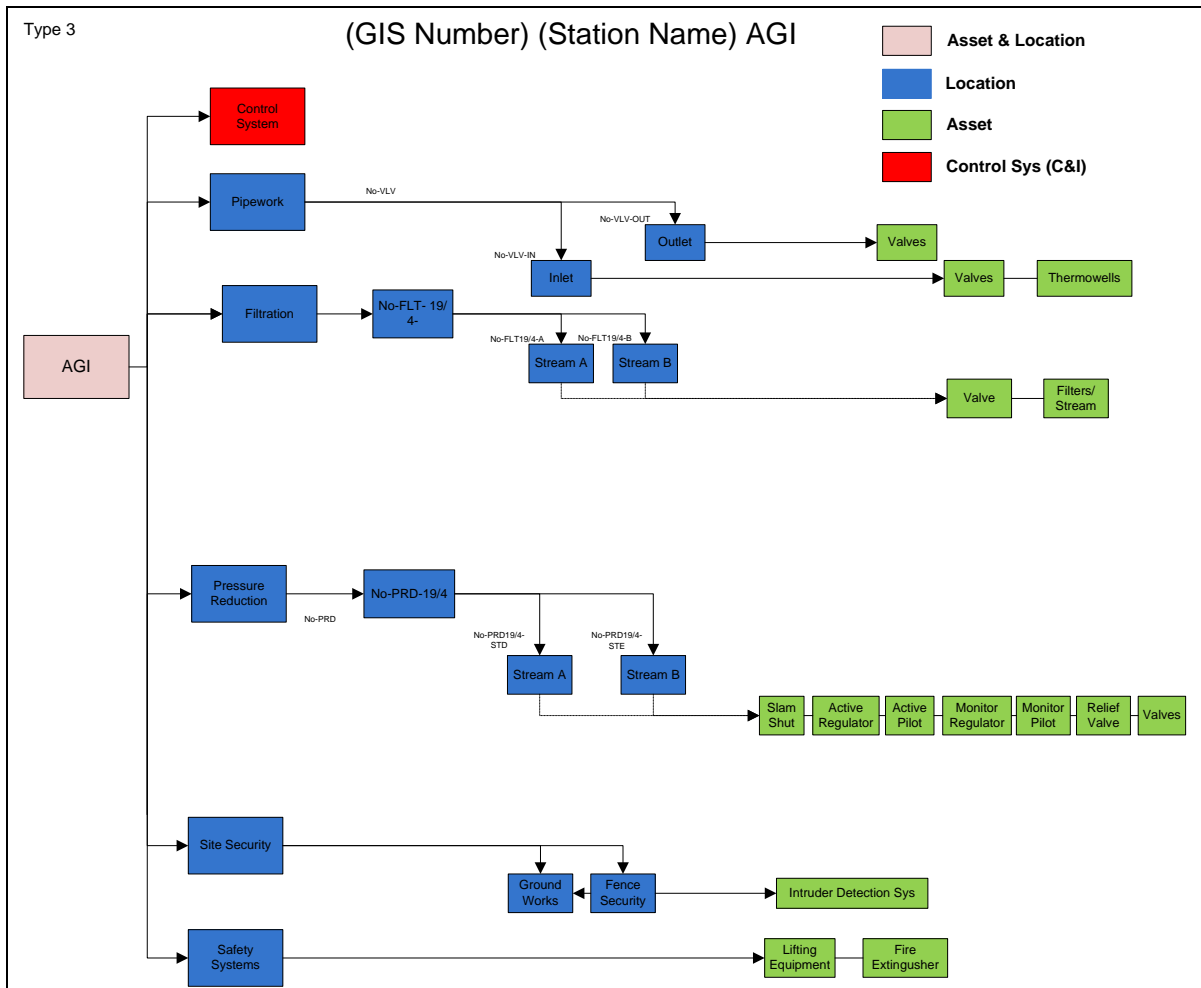 Type 3
(GIS Number) (Station Name) AGI
Asset & Location
Location
Asset
Control Sys (C&I)
Control
System
Pipework
No-VLV
No-VLV-OUT
Outlet
Valves
No-VLV-IN
Inlet
Valves
Thermowells
Filtration
No-FLT- 19/
4-
No-FLT19/4-A
No-FLT19/4-B
Stream A
Stream B
AGI
Valve
Filters/
Stream
Pressure
Reduction
No-PRD
No-PRD-19/4
No-PRD19/4-
STD
No-PRD19/4-
STE
Stream A
Stream B
Slam
Shut
Active
Regulator
Active
Pilot
Monitor
Regulator
Monitor
Pilot
Relief
Valve
Valves
Site Security
Ground
Works
Fence
Security
Intruder Detection Sys
Safety
Systems
Lifting
Equipment
Fire
Extingusher